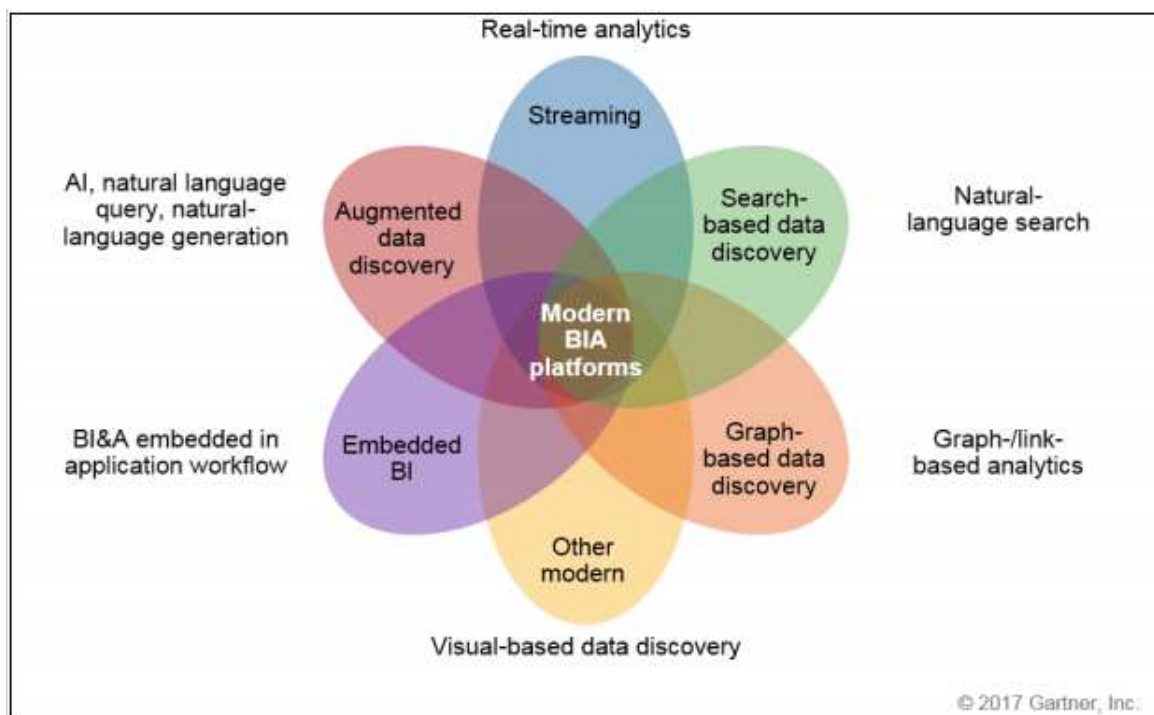 Real-time analytics
Streaming
AI, natural language
query, natural-
language generation
Augmented
data
discovery
Search-
based data
discovery
Natural-
language search
Modern
BIA
platforms
BI&A embedded in
application workflow
Embedded
BI
Graph-
based data
discovery
Graph-/link-
based analytics
Other
modern
Visual-based data discovery
© 2017 Gartner, Inc.